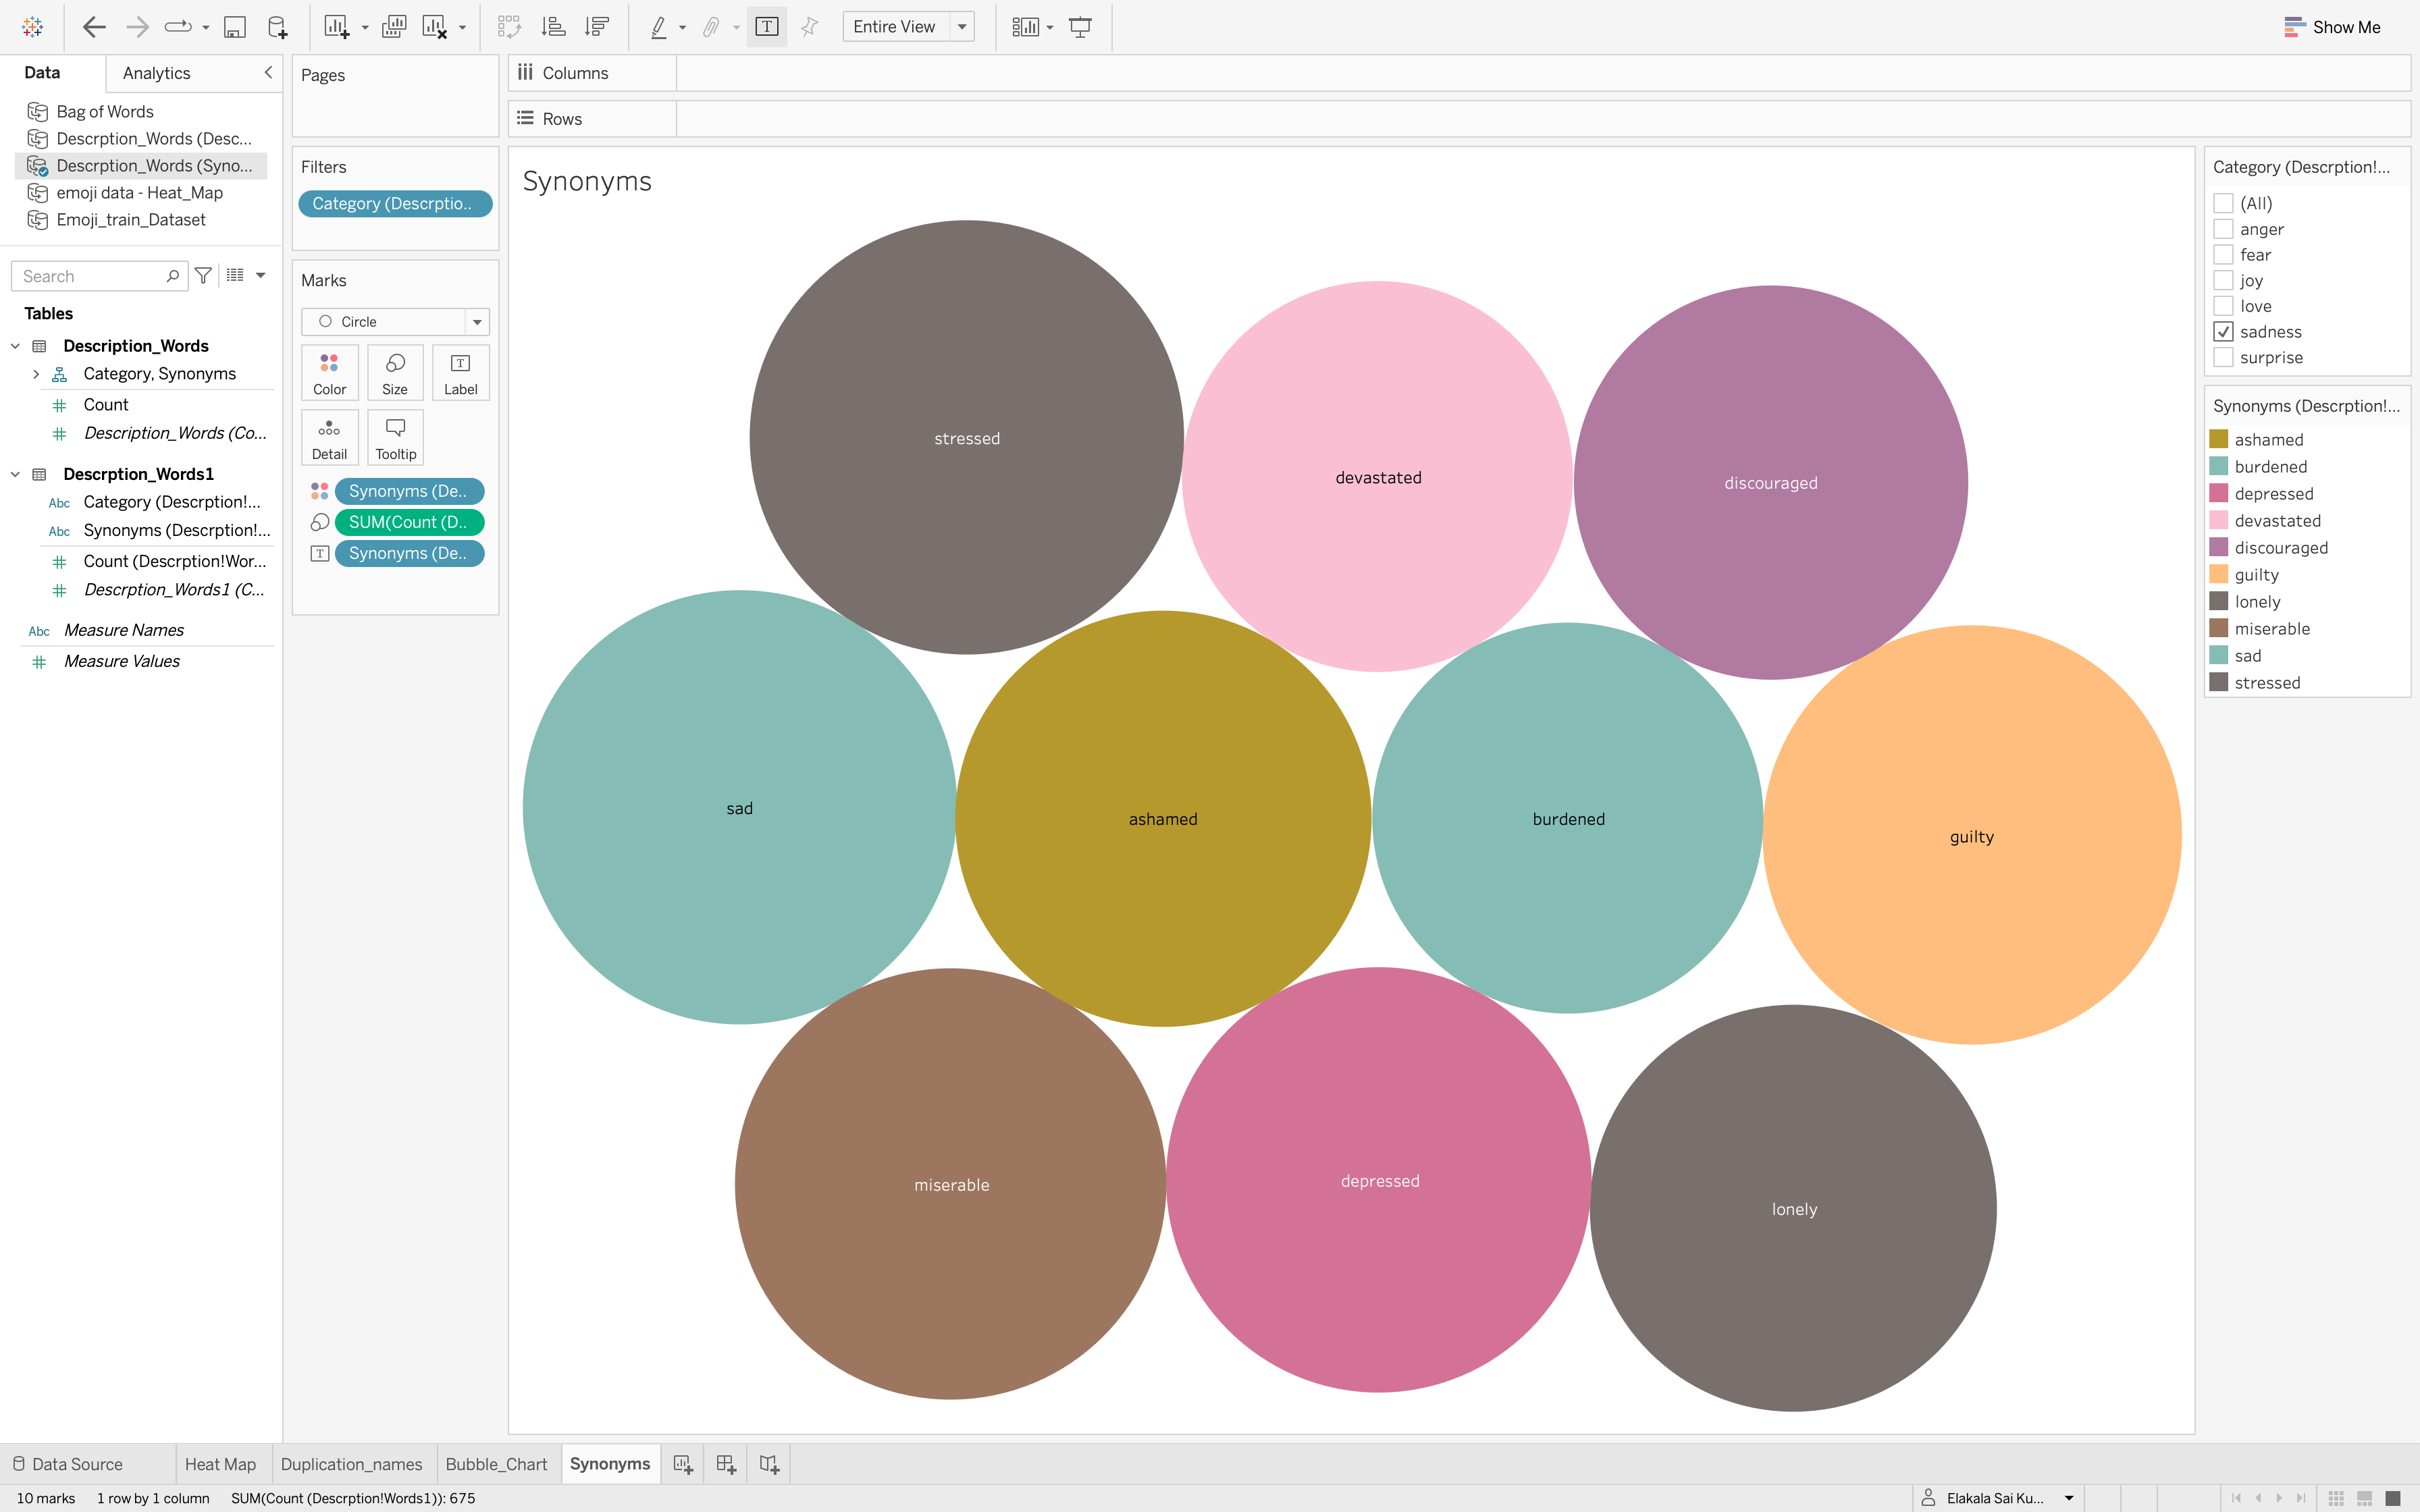 Entire View
Show Me
Data
Analytics
Bag of Words
Descrption_Words (Desc...
Descrption_Words (Syno...
emoji data - Heat_Map
Emoji_train_Dataset
Search
Tables
Description_Words
Category, Synonyms
Count
Description_Words (Co...
Descrption_Words1
Abc Category (Descrption!...
Abc Synonyms (Descrption!...
Count (Descrption!Wor...
Descrption_Words1 (C...
Abc Measure Names
Measure Values
Pages
Filters
Category (Descrptio..
Marks
Circle
Color Size Label
Detail Tooltip
Synonyms (De..
SUM(Count (D..
Synonyms (De..
Columns
Rows
Synonyms
stressed
devastated
discouraged
sad
ashamed
burdened
guilty
miserable
depressed
lonely
Category (Descrption!...
(All)
anger
fear
joy
love
sadness
surprise
Synonyms (Descrption!...
ashamed
burdened
depressed
devastated
discouraged
guilty
lonely
miserable
sad
stressed
Data Source Heat Map Duplication_names Bubble_Chart Synonyms
10 marks 1 row by 1 column SUM(Count (Descrption!Words1)): 675
Elakala Sai Ku...